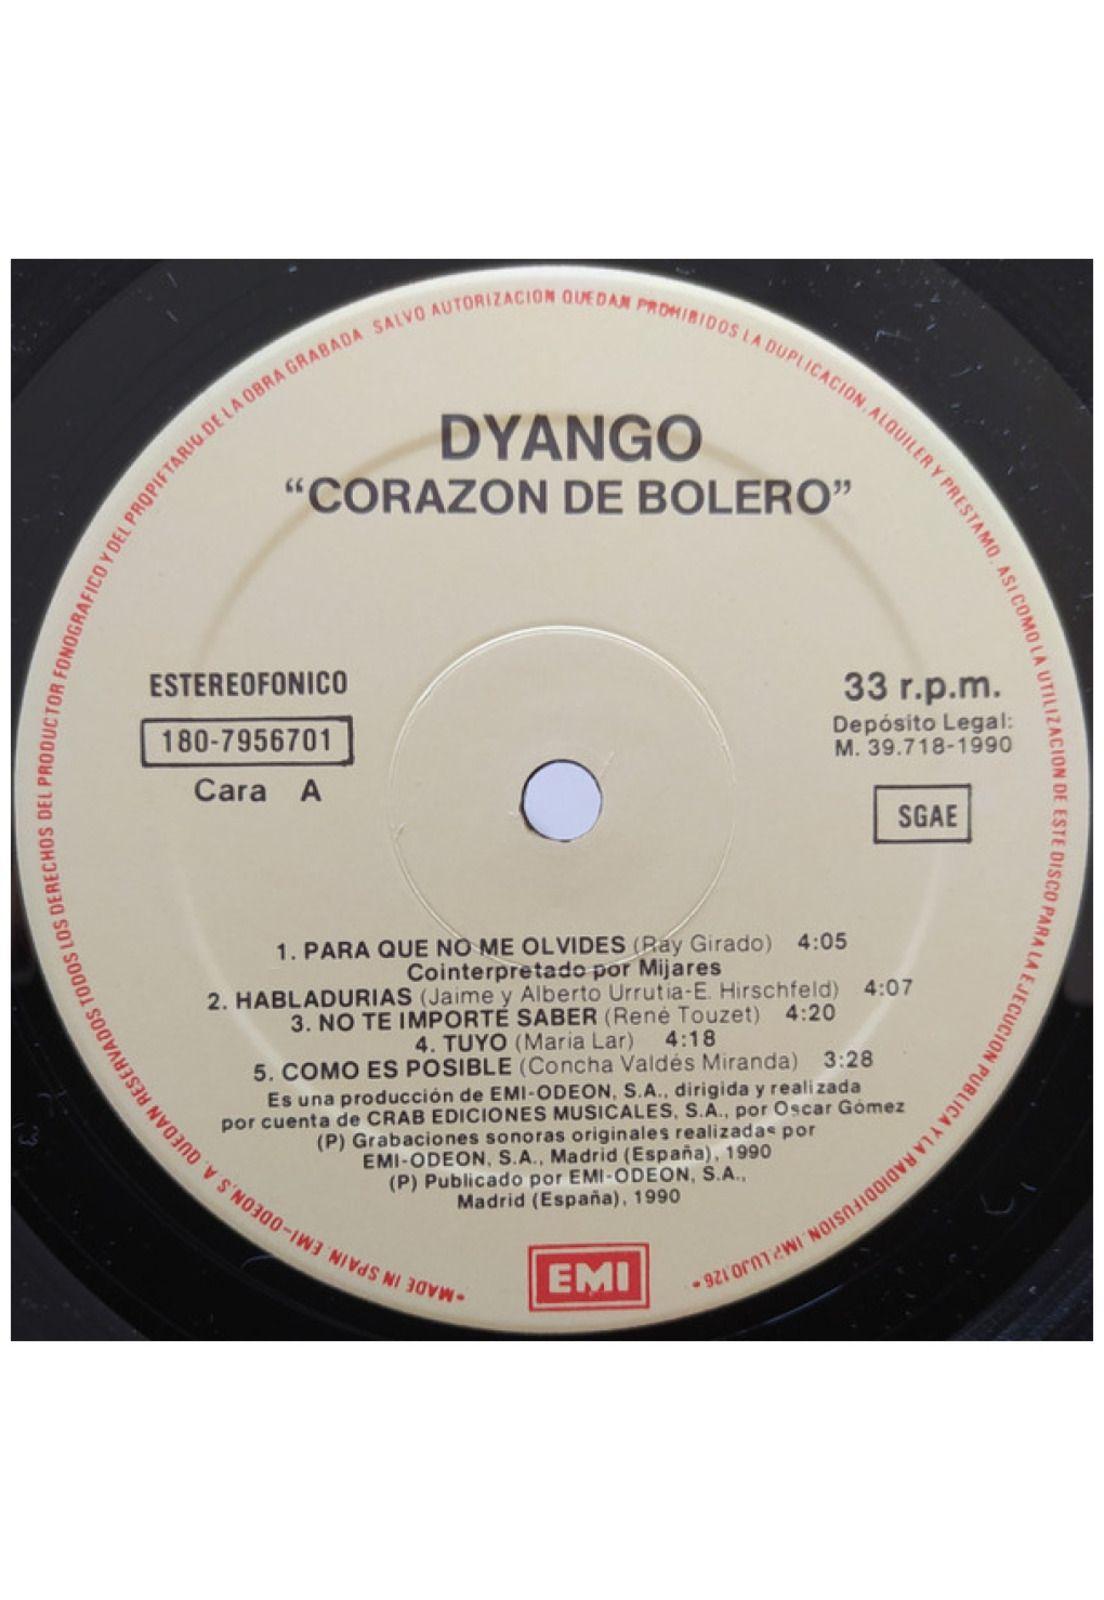 DYANGO
“CORAZON DE BOLERO”
ESTEREOFONICO
180-7956701
Cara A
33 r.p.m.
Depósito Legal:
M. 39.718-1990
SGAE
1. PARA QUE NO ME OLVIDES (Ray Girado) 4:05
Cointerpretado por Mijares
2. HABLADURIAS (Jaime y Alberto Urrutia-E. Hirschfeld) 4:07
3. NO TE IMPORTE SABER (René Touzet) 4:20
4. TUYO (Maria Lar) 4:18
5. COMO ES POSIBLE (Concha Valdés Miranda) 3:28
Es una producción de EMI-ODEON, S.A., dirigida y realizada
por cuenta de CRAB EDICIONES MUSICALES, S.A., por Oscar Gómez
(P) Grabaciones sonoras originales realizadas por
EMI-ODEON, S.A., Madrid (España), 1990
(P) Publicado por EMI-ODEON, S.A.,
Madrid (España), 1990
EMI
*MADE IN SPAIN. EMI-ODEON, S.A. QUEDAN RESERVADOS TODOS LOS DERECHOS DEL PRODUCTOR FONOGRAFICO Y DEL PROPIETARIO DE LA OBRA GRABADA. SALVO AUTORIZACION QUEDAN PROHIBIDOS LA DUPLICACION, ALQUILER Y PRESTAMO. ASI COMO LA UTILIZACION DE ESTE DISCO PARA LA EJECUCION PUBLICA Y LA RADIODIFUSION. IMP. LUJO. 126*